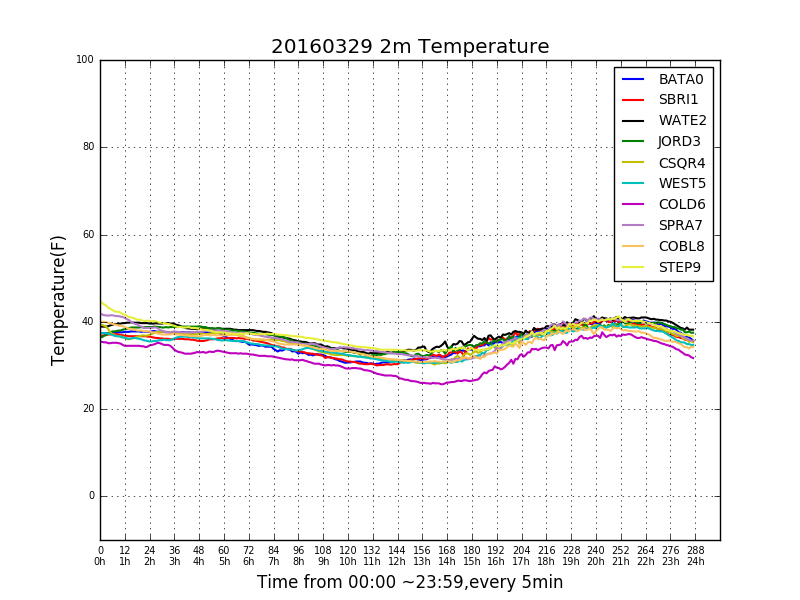 20160329 2m Temperature
100
80
60
40
20
0
Temperature(F)
BATA0
SBRI1
WATE2
JORD3
CSQR4
WEST5
COLD6
SPRA7
COBL8
STEP9
0 12 24 36 48 60 72 84 96 108 120 132 144 156 168 180 192 204 216 228 240 252 264 276 288
0h 1h 2h 3h 4h 5h 6h 7h 8h 9h 10h 11h 12h 13h 14h 15h 16h 17h 18h 19h 20h 21h 22h 23h 24h
Time from 00:00 ~23:59,every 5min